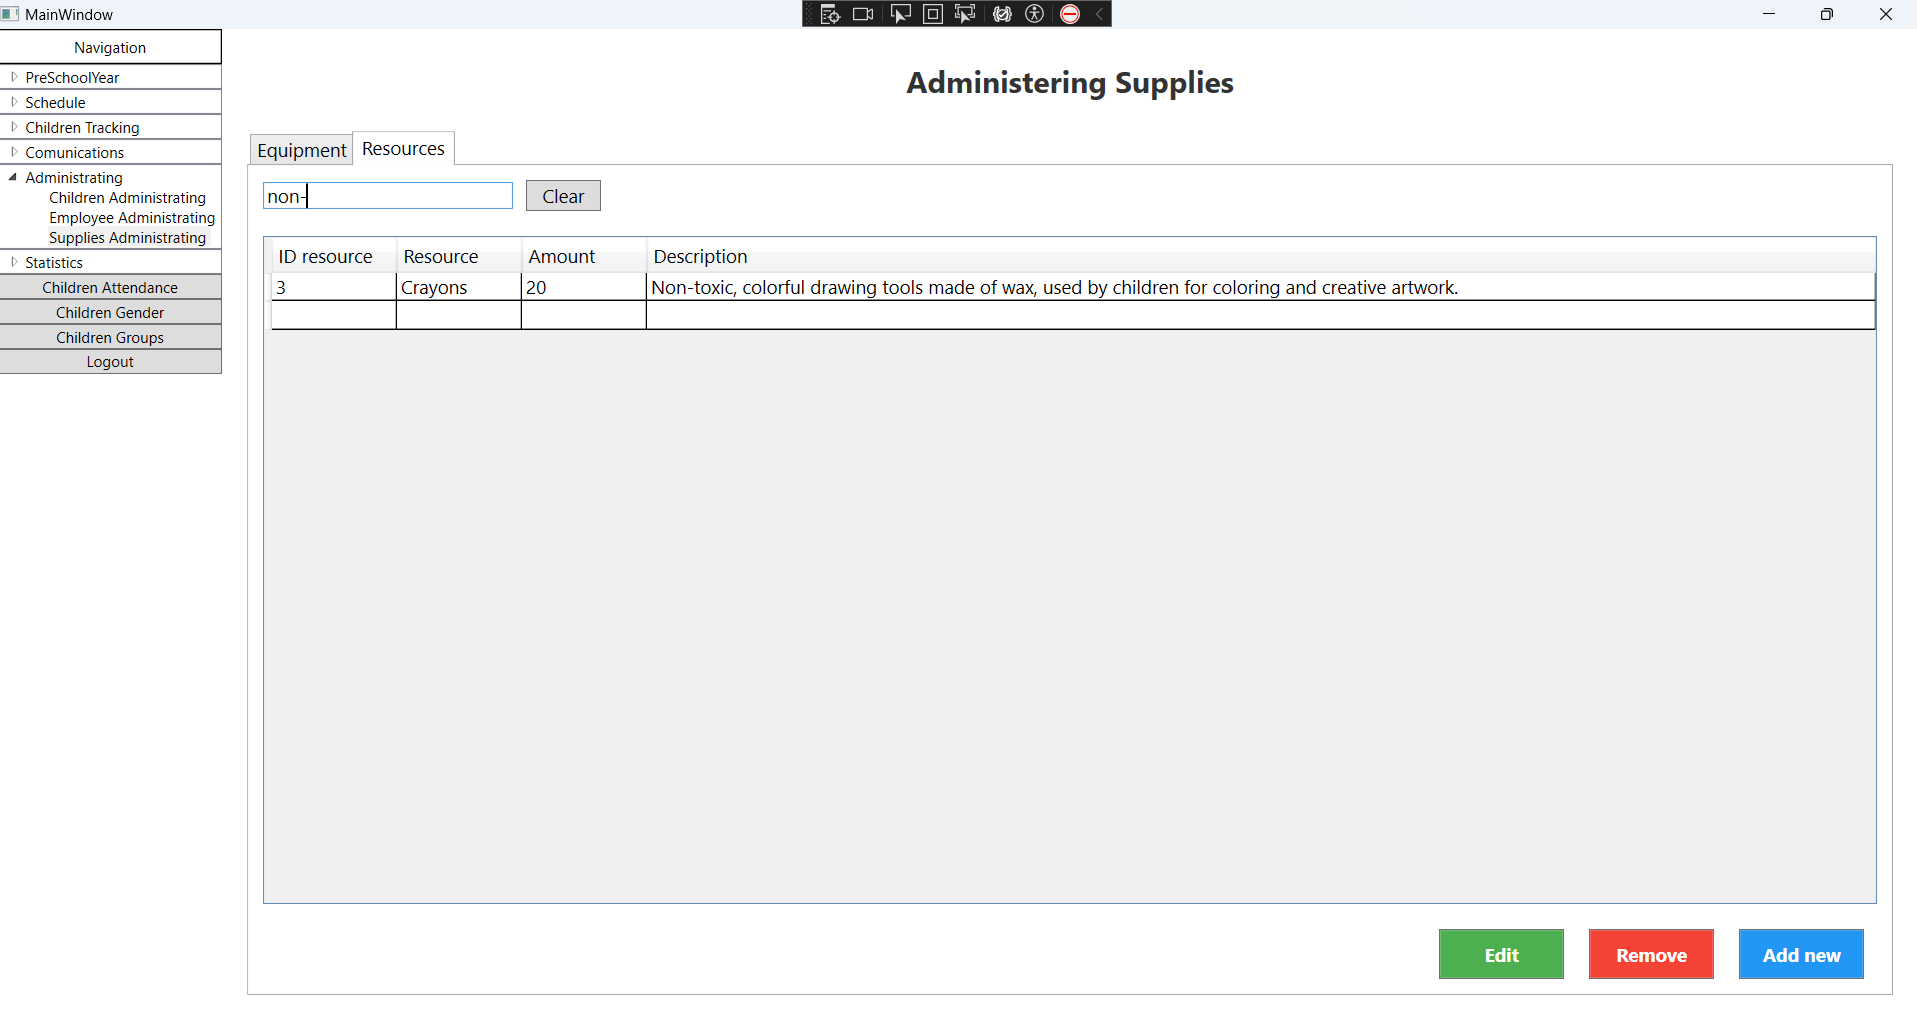 MainWindow
Navigation
PreSchoolYear
Schedule
Children Tracking
Comunications
Administrating
Children Administrating
Employee Administrating
Supplies Administrating
Statistics
Children Attendance
Children Gender
Children Groups
Logout
Administering Supplies
Equipment Resources
non- Clear
ID resource Resource Amount Description
3 Crayons 20 Non-toxic, colorful drawing tools made of wax, used by children for coloring and creative artwork.
Edit Remove Add new